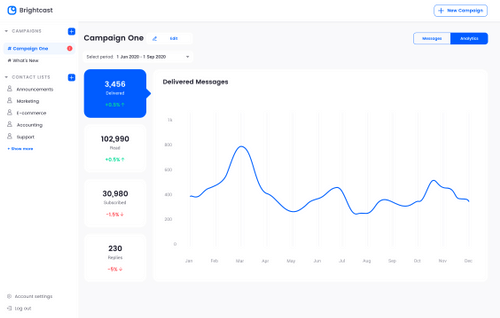 Brightcast
+ New Campaign
CAMPAIGNS
# Campaign One
# What's New
CONTACT LISTS
Announcements
Marketing
E-commerce
Accounting
Support
Account settings
Log out
Campaign One
Edit
Messages
Analytics
Select period: 1 Jun 2020 - 1 Sep 2020
3,456
Delivered
+0.5% ↑
102,990
Read
+0.5% ↑
30,980
Subscribed
-1.5% ↓
230
Replies
-5% ↓
Delivered Messages
1k
800
600
400
200
0
Jan Feb Mar Apr May Jun Jul Aug Sep Oct Nov Dec